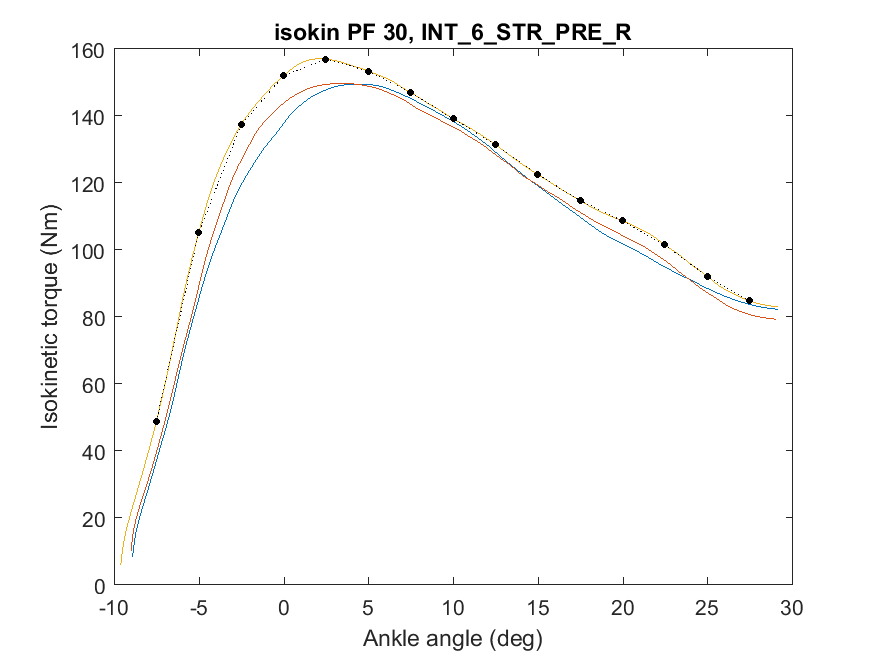 isokin PF 30, INT_6_STR_PRE_R
160
140
120
100
80
60
40
20
0
Isokinetic torque (Nm)
-10 -5 0 5 10 15 20 25 30
Ankle angle (deg)